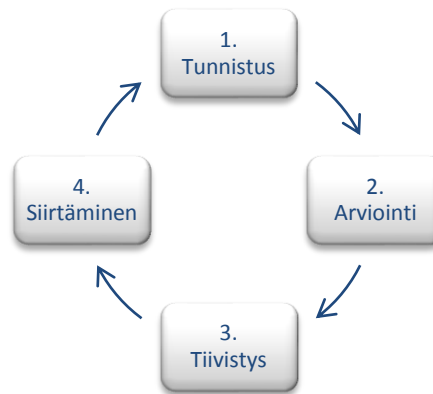 1.
Tunnistus
2.
Arviointi
3.
Tiivistys
4.
Siirtäminen